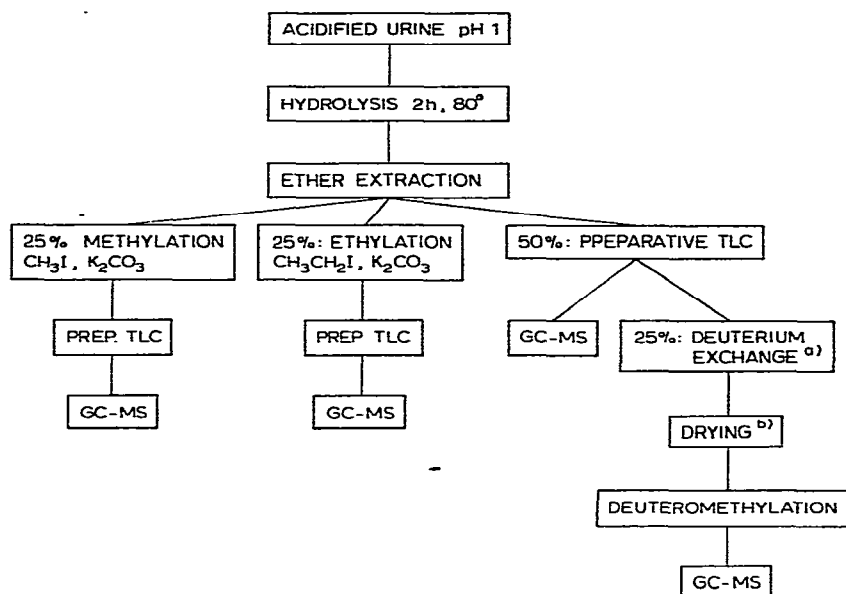 ACIDIFIED URINE pH 1
HYDROLYSIS 2h, 80°
ETHER EXTRACTION
25% METHYLATION
CH₃I, K₂CO₃
25%: ETHYLATION
CH₃CH₂I, K₂CO₃
50%: PPEPARATIVE TLC
PREP. TLC
PREP TLC
GC-MS
25%: DEUTERIUM
EXCHANGE a)
GC-MS
GC-MS
DRYING b)
DEUTEROMETHYLATION
GC-MS